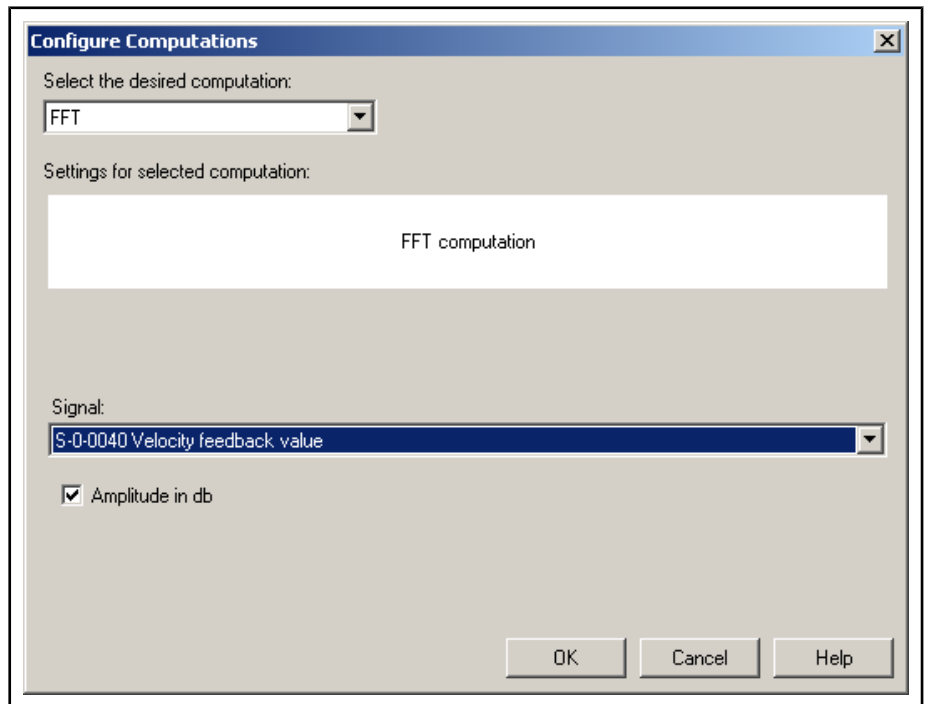 Configure Computations
Select the desired computation:
FFT
Settings for selected computation:
FFT computation
Signal:
S-0-0040 Velocity feedback value
Amplitude in db
OK Cancel Help